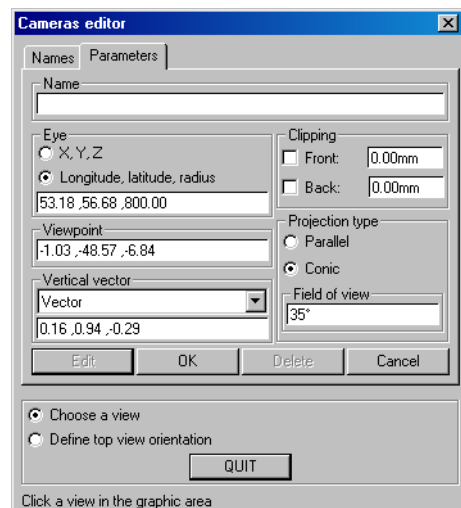 Cameras editor
Names Parameters
Name
Eye
X, Y, Z
Longitude, latitude, radius
53.18 ,56.68 ,800.00
Clipping
Front: 0.00mm
Back: 0.00mm
Viewpoint
-1.03 ,-48.57 ,-6.84
Projection type
Parallel
Conic
Field of view
35°
Vertical vector
Vector
0.16 ,0.94 ,-0.29
Edit OK Delete Cancel
Choose a view
Define top view orientation
QUIT
Click a view in the graphic area